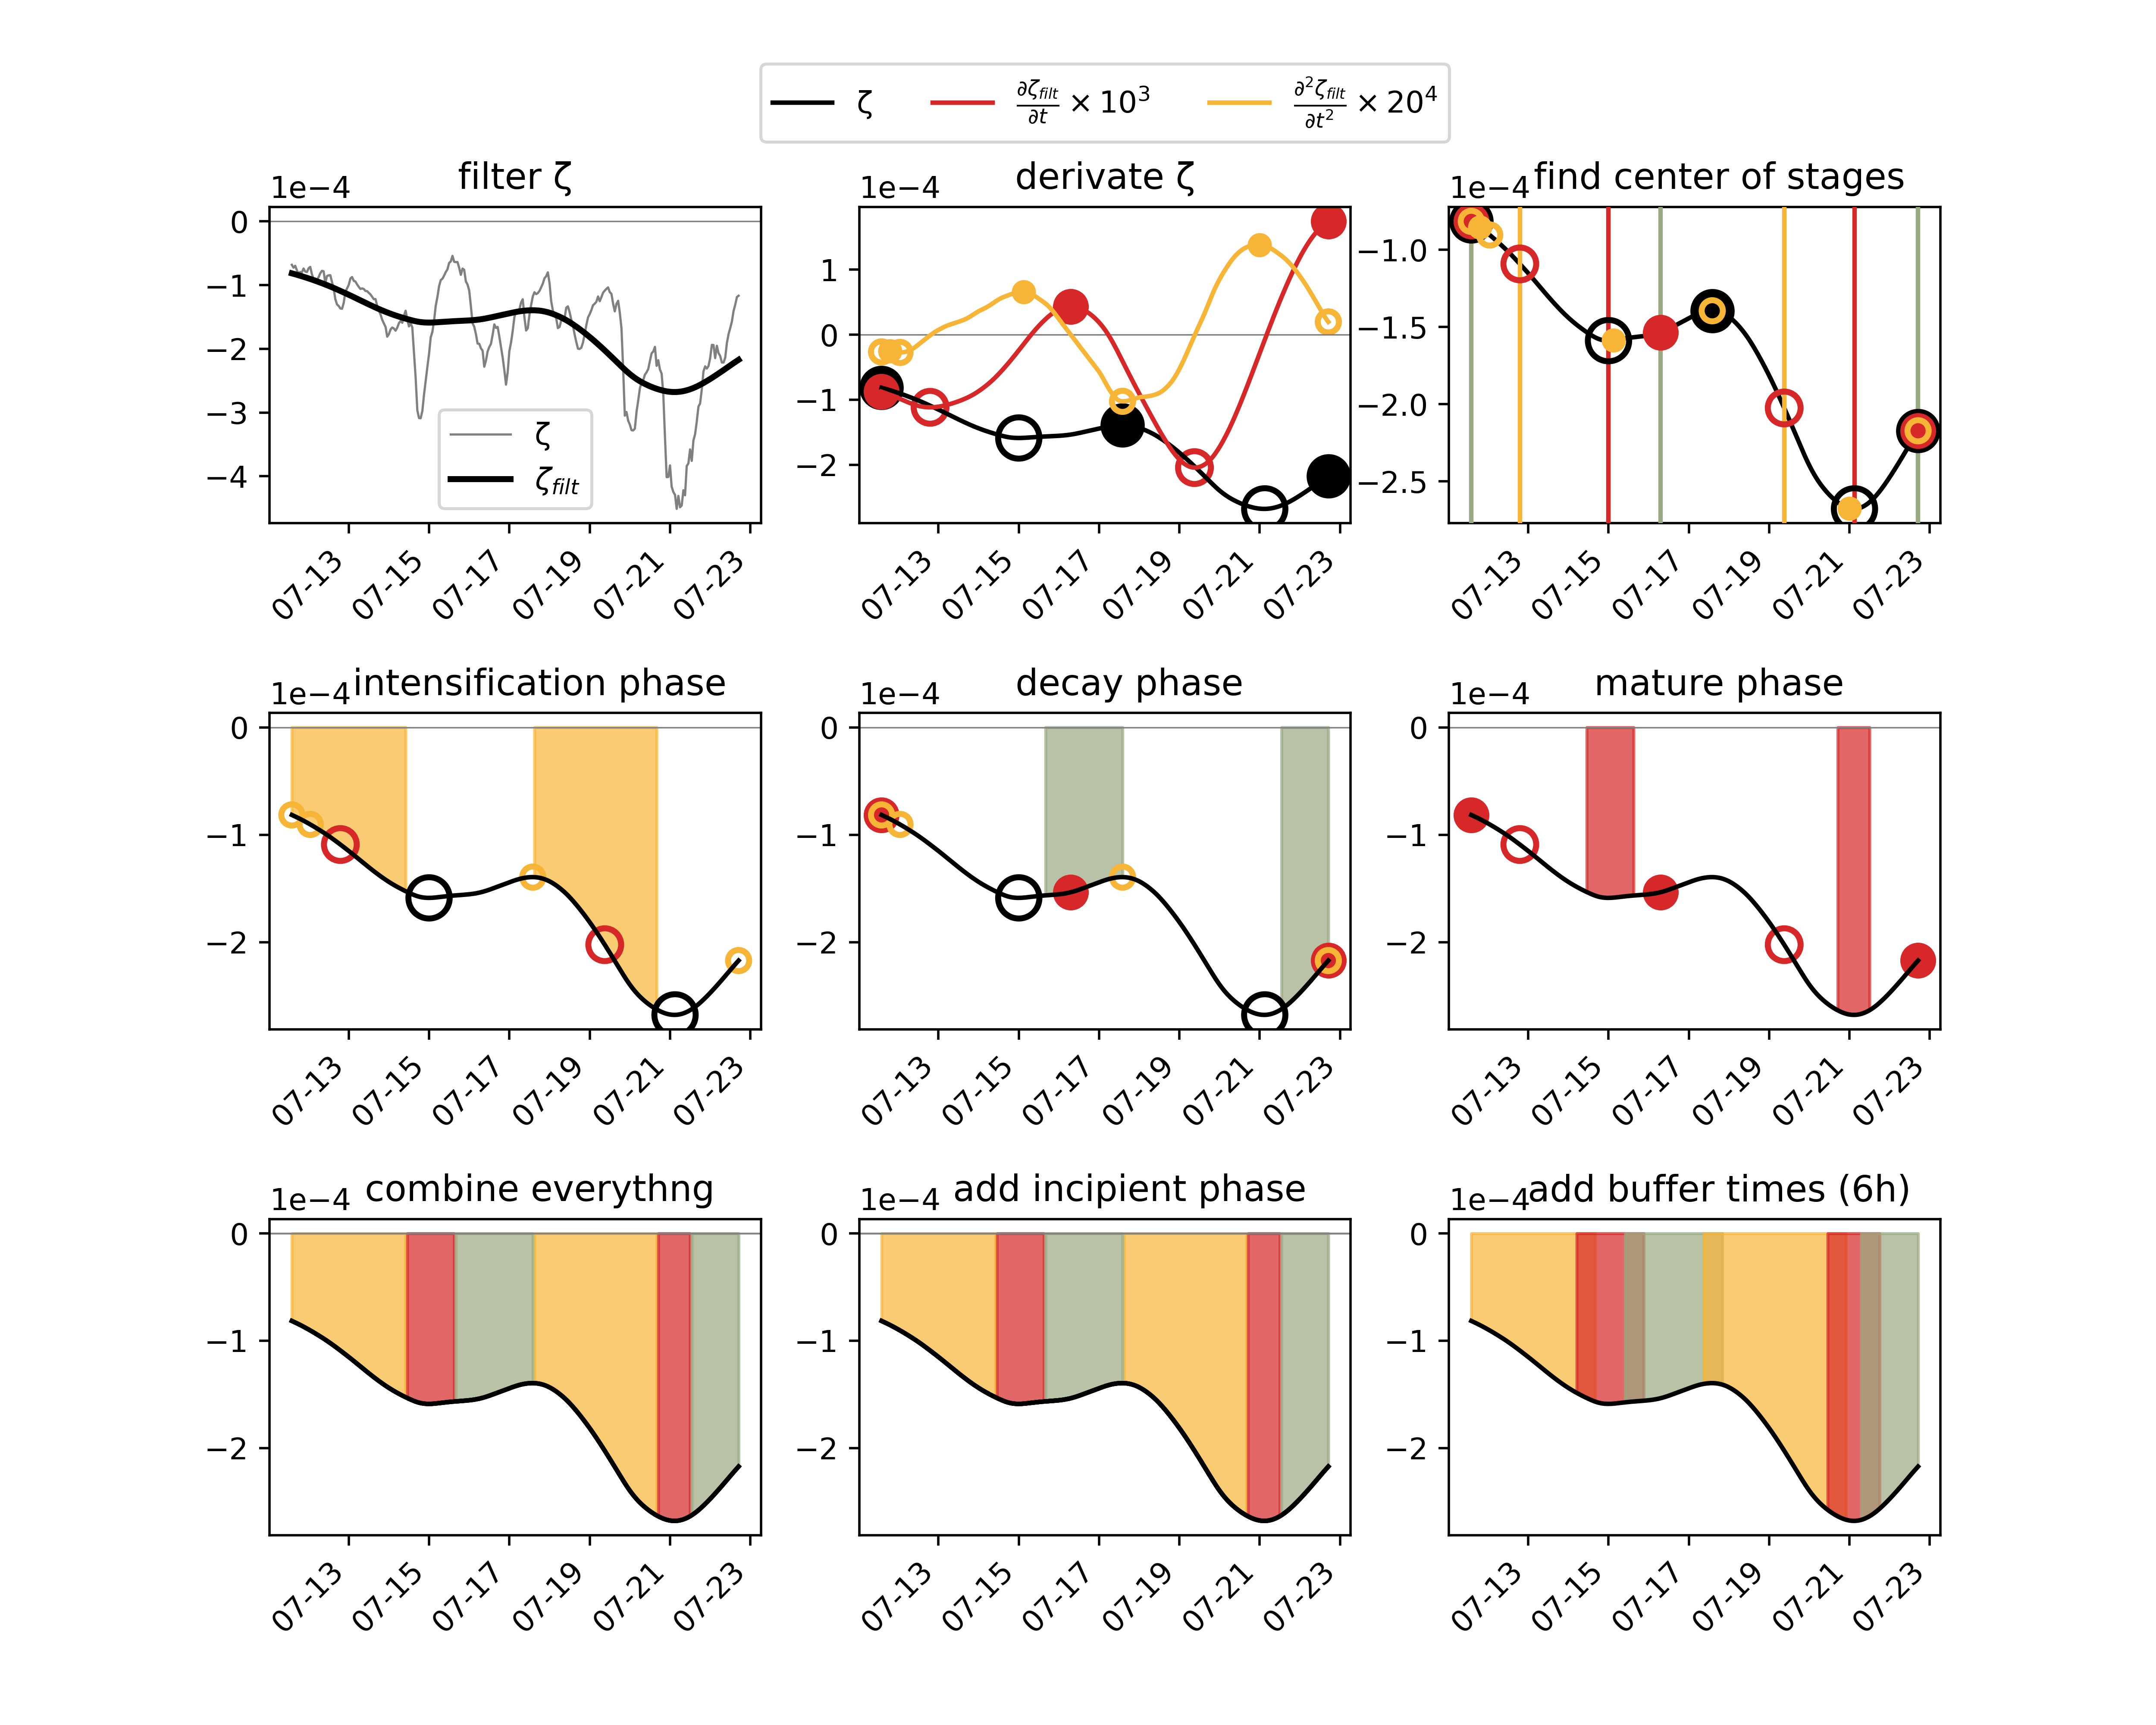 ζ ∂ζfilt/∂t × 10³ ∂²ζfilt/∂t² × 20⁴
filter ζ
1e−4
0
−1
−2
−3
−4
ζ
ζfilt
07-13 07-15 07-17 07-19 07-21 07-23
derivate ζ
1e−4
1
0
−1
−2
07-13 07-15 07-17 07-19 07-21 07-23
find center of stages
1e−4
−1.0
−1.5
−2.0
−2.5
07-13 07-15 07-17 07-19 07-21 07-23
intensification phase
1e−4
0
−1
−2
07-13 07-15 07-17 07-19 07-21 07-23
decay phase
1e−4
0
−1
−2
07-13 07-15 07-17 07-19 07-21 07-23
mature phase
1e−4
0
−1
−2
07-13 07-15 07-17 07-19 07-21 07-23
combine everythng
1e−4
0
−1
−2
07-13 07-15 07-17 07-19 07-21 07-23
add incipient phase
1e−4
0
−1
−2
07-13 07-15 07-17 07-19 07-21 07-23
add buffer times (6h)
1e−4
0
−1
−2
07-13 07-15 07-17 07-19 07-21 07-23